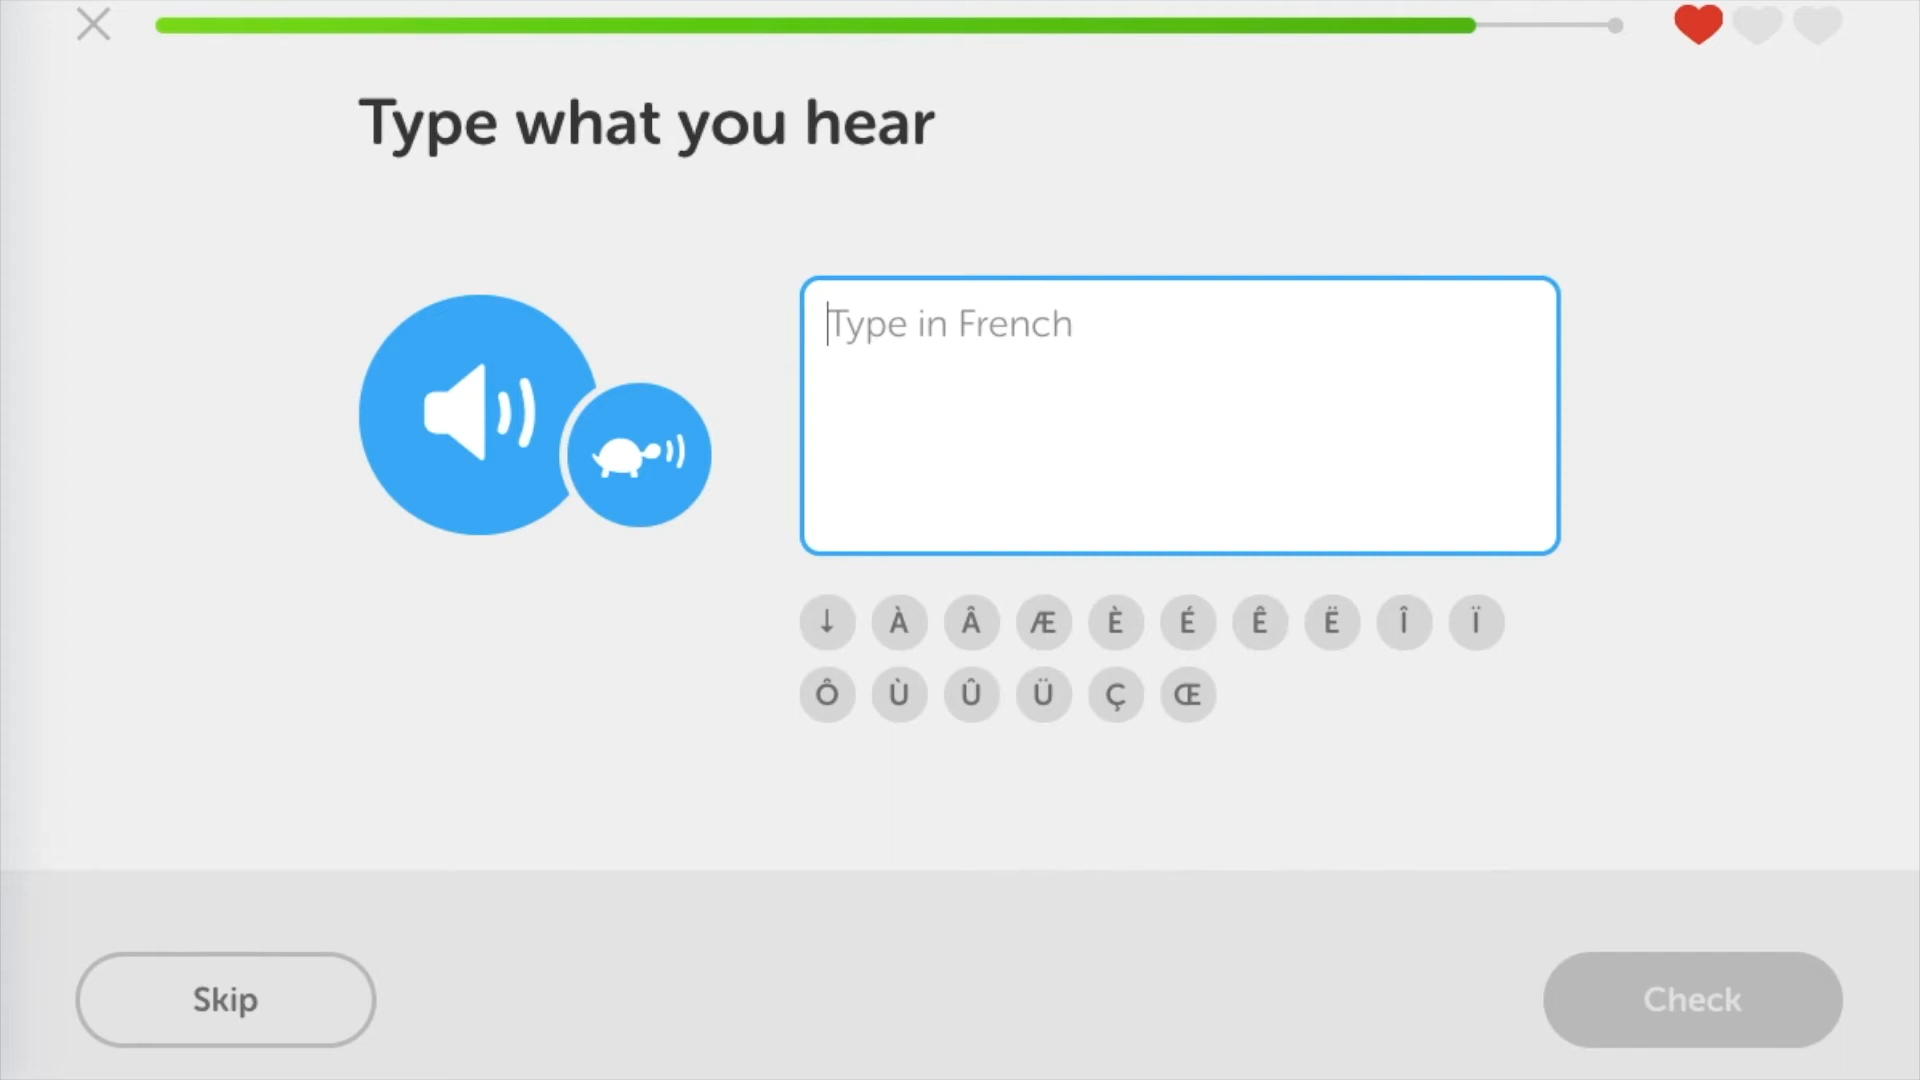 Type what you hear
Type in French
↓ À Â Æ È É Ê Ë Î Ï
Ô Ù Û Ü Ç Œ
Skip
Check